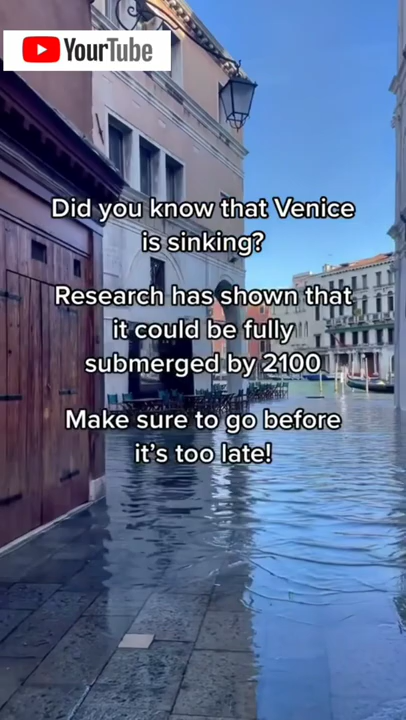 YourTube
Did you know that Venice
is sinking?
Research has shown that
it could be fully
submerged by 2100
Make sure to go before
it's too late!